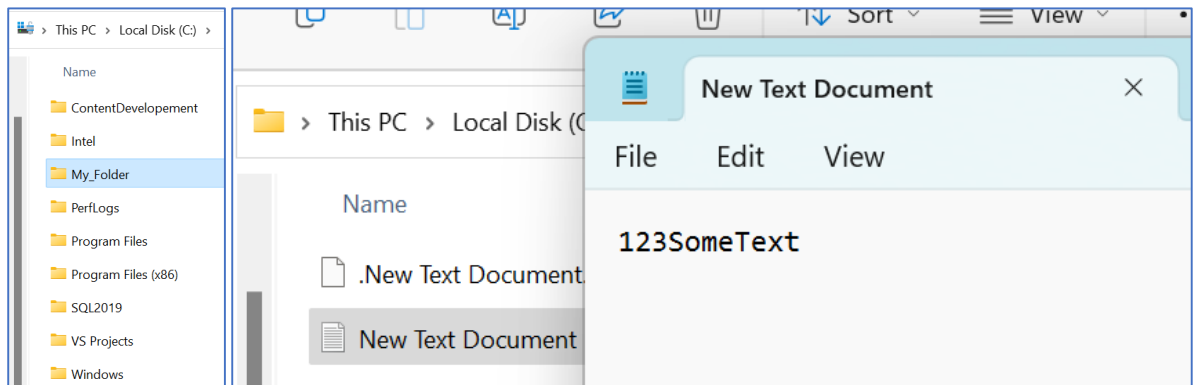 This PC > Local Disk (C:) >
Name
ContentDevelopement
Intel
My_Folder
PerfLogs
Program Files
Program Files (x86)
SQL2019
VS Projects
Windows
Sort
View
> This PC > Local Disk (C
Name
.New Text Document.
New Text Document
New Text Document
File Edit View
123SomeText